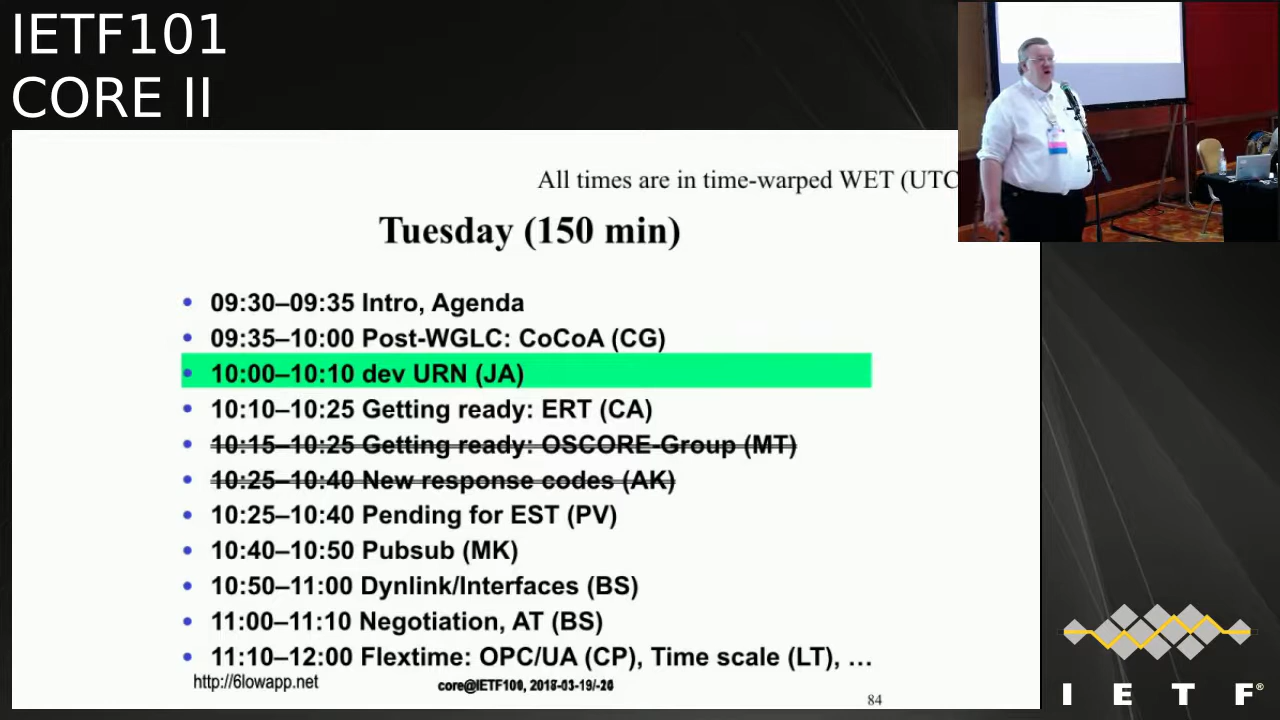 IETF101
CORE II
All times are in time-warped WET (UTC
Tuesday (150 min)
• 09:30–09:35 Intro, Agenda
• 09:35–10:00 Post-WGLC: CoCoA (CG)
• 10:00–10:10 dev URN (JA)
• 10:10–10:25 Getting ready: ERT (CA)
• 10:15–10:25 Getting ready: OSCORE-Group (MT)
• 10:25–10:40 New response codes (AK)
• 10:25–10:40 Pending for EST (PV)
• 10:40–10:50 Pubsub (MK)
• 10:50–11:00 Dynlink/Interfaces (BS)
• 11:00–11:10 Negotiation, AT (BS)
• 11:10–12:00 Flextime: OPC/UA (CP), Time scale (LT), …
http://6lowapp.net
84
I E T F®